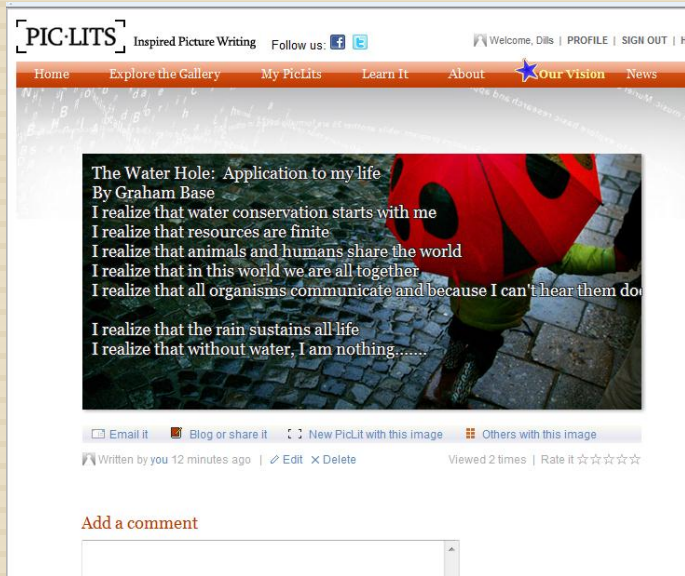 PIC·LITS Inspired Picture Writing Follow us: Welcome, Dills | PROFILE | SIGN OUT |
Home Explore the Gallery My PicLits Learn It About Our Vision News
The Water Hole: Application to my life
By Graham Base
I realize that water conservation starts with me
I realize that resources are finite
I realize that animals and humans share the world
I realize that in this world we are all together
I realize that all organisms communicate and because I can't hear them
I realize that the rain sustains all life
I realize that without water, I am nothing.......
Email it Blog or share it New PicLit with this image Others with this image
Written by you 12 minutes ago | Edit Delete Viewed 2 times | Rate it
Add a comment